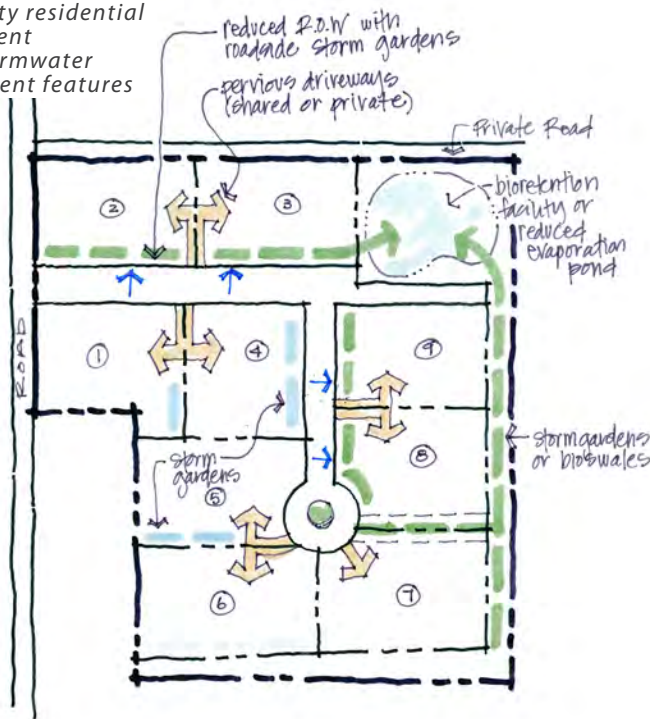 ty residential
ent
rmwater
ent features
reduced R.O.W with
roadside storm gardens
pervious driveways
(shared or private)
Private Road
bioretention
facility or
reduced
evaporation
pond
②
③
ROAD
①
④
⑨
storm
gardens
⑤
⑧
stormgardens
or bioswales
⑥
⑦